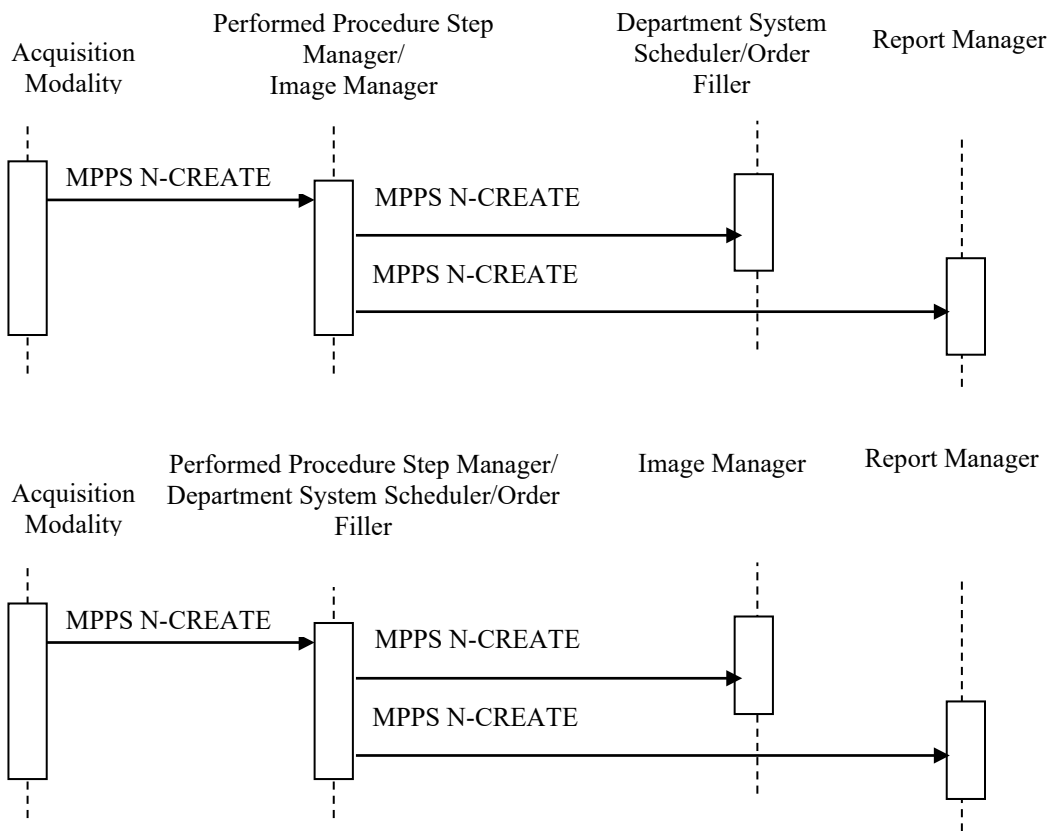 Acquisition
Modality
Performed Procedure Step
Manager/
Image Manager
Department System
Scheduler/Order
Filler
Report Manager
MPPS N-CREATE
MPPS N-CREATE
MPPS N-CREATE
Acquisition
Modality
Performed Procedure Step Manager/
Department System Scheduler/Order
Filler
Image Manager
Report Manager
MPPS N-CREATE
MPPS N-CREATE
MPPS N-CREATE